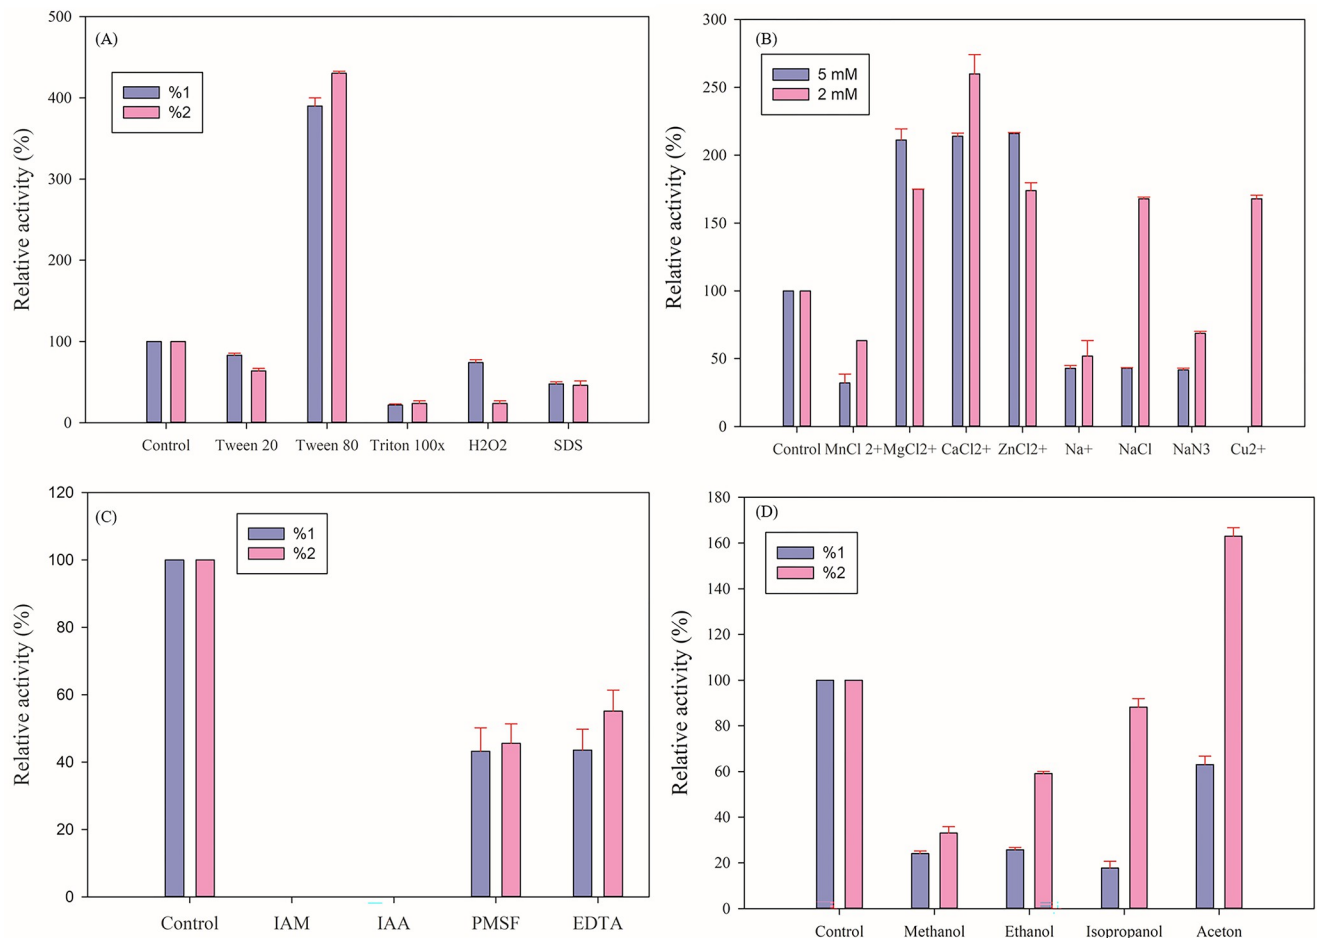 (A)
%1
%2
Relative activity (%)
500
400
300
200
100
0
Control Tween 20 Tween 80 Triton 100x H2O2 SDS
(B)
5 mM
2 mM
Relative activity (%)
300
250
200
150
100
50
0
Control MnCl 2+ MgCl2+ CaCl2+ ZnCl2+ Na+ NaCl NaN3 Cu2+
(C)
%1
%2
Relative activity (%)
120
100
80
60
40
20
0
Control IAM IAA PMSF EDTA
(D)
%1
%2
Relative activity (%)
180
160
140
120
100
80
60
40
20
0
Control Methanol Ethanol Isopropanol Aceton